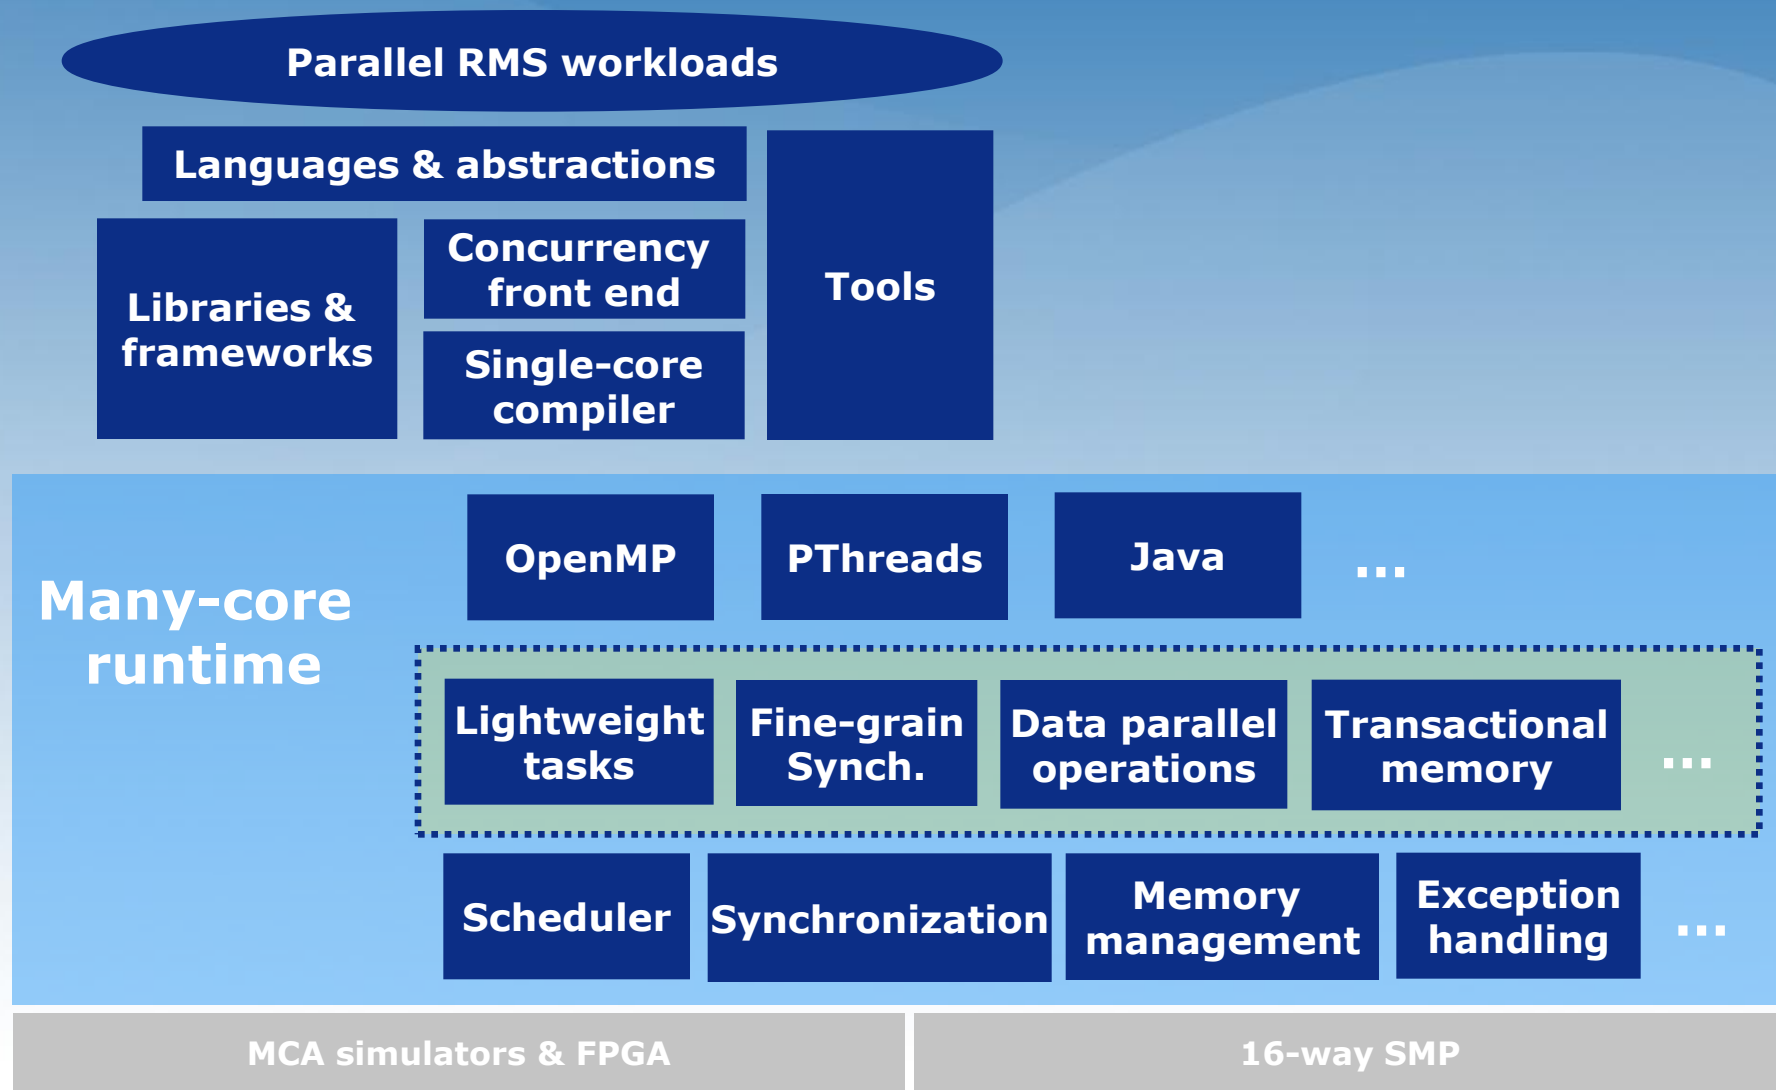 Parallel RMS workloads
Languages & abstractions
Libraries &
frameworks
Concurrency
front end
Single-core
compiler
Tools
Many-core
runtime
OpenMP
PThreads
Java
...
Lightweight
tasks
Fine-grain
Synch.
Data parallel
operations
Transactional
memory
...
Scheduler
Synchronization
Memory
management
Exception
handling
...
MCA simulators & FPGA
16-way SMP